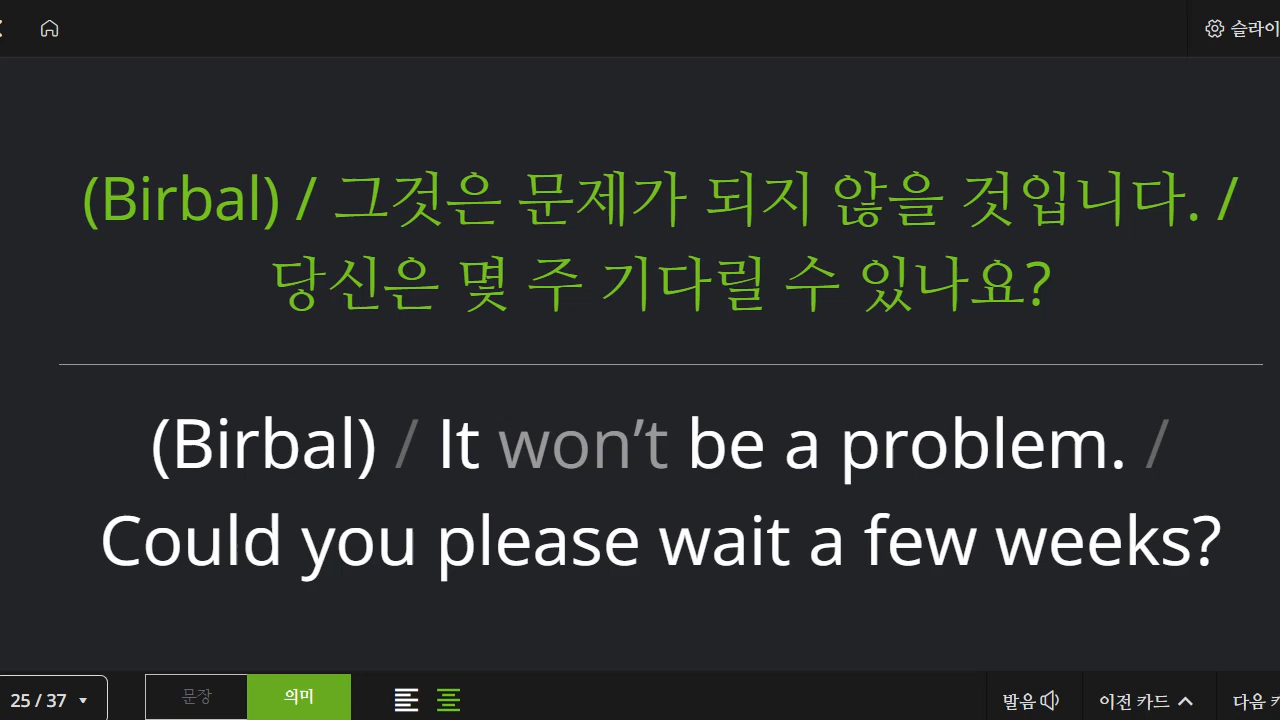 슬라이
(Birbal) / 그것은 문제가 되지 않을 것입니다. /
당신은 몇 주 기다릴 수 있나요?
(Birbal) / It won’t be a problem. /
Could you please wait a few weeks?
25 / 37 문장 의미 발음 이전 카드 다음